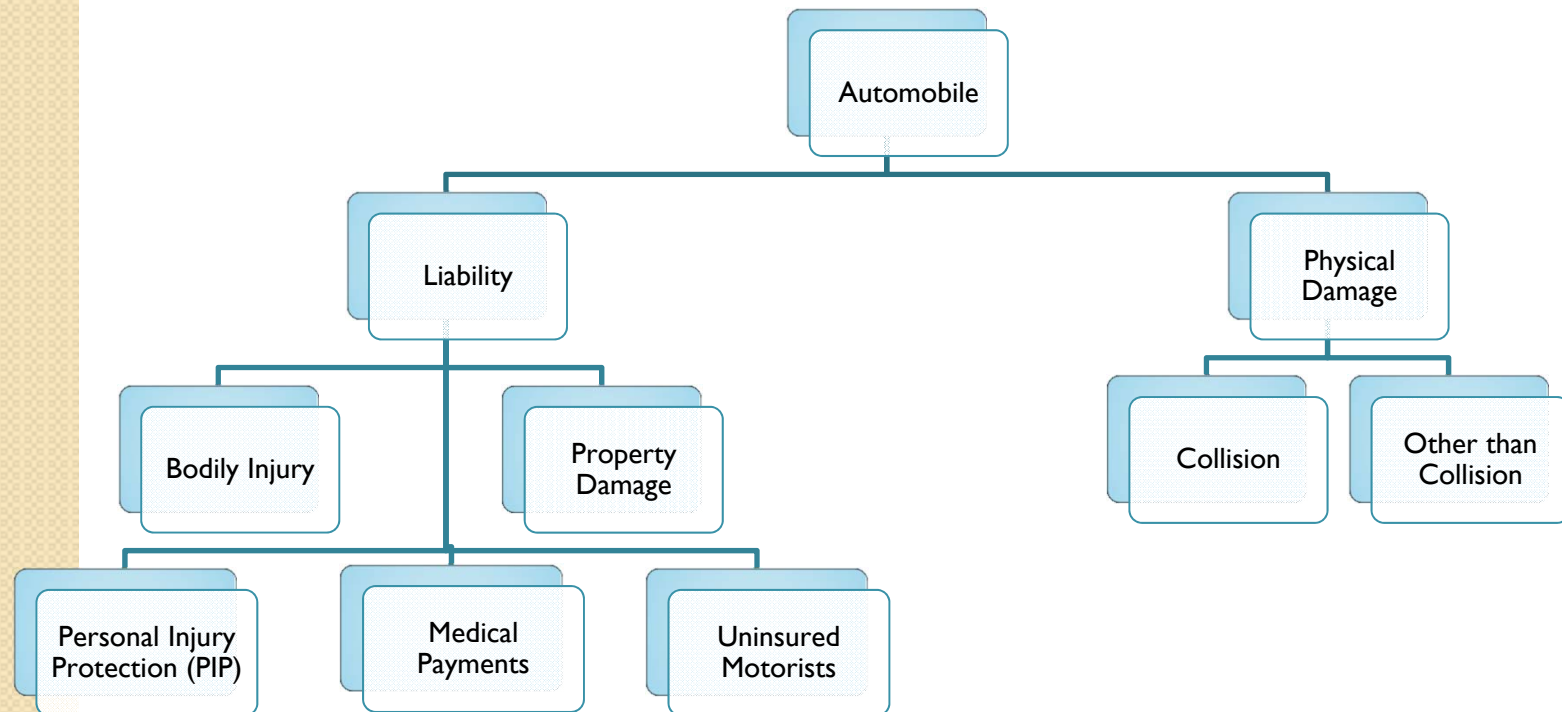 Automobile
Liability
Physical
Damage
Bodily Injury
Property
Damage
Collision
Other than
Collision
Personal Injury
Protection (PIP)
Medical
Payments
Uninsured
Motorists